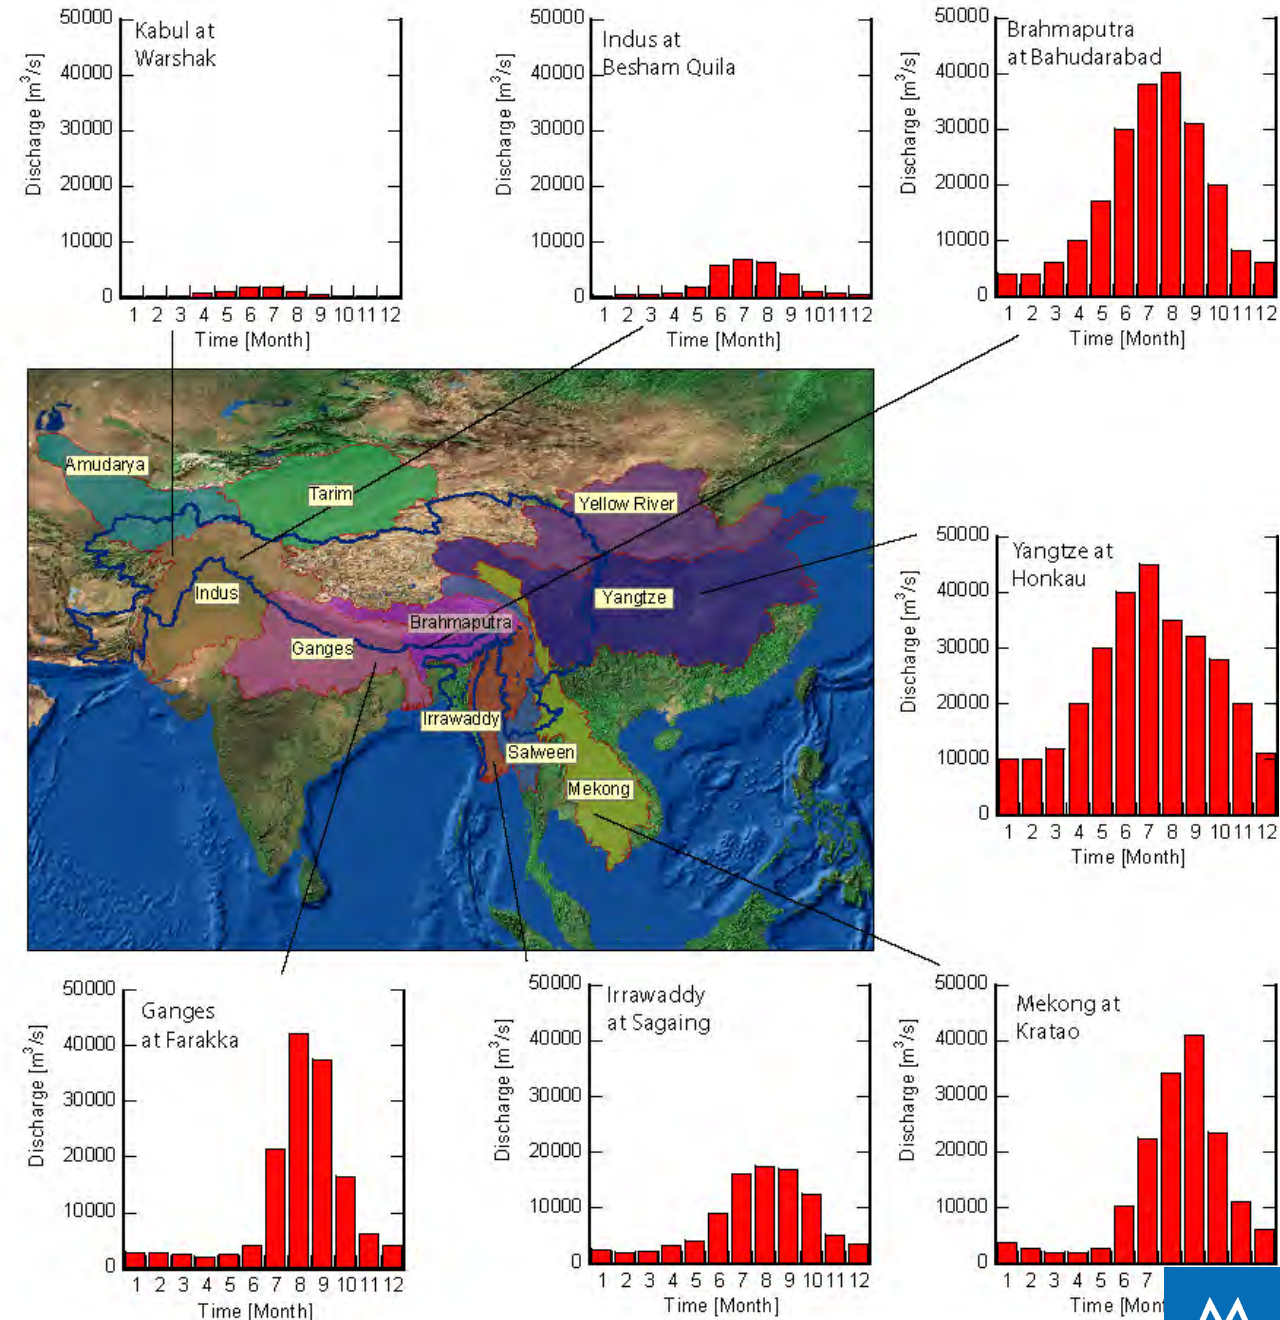 Kabul at
Warshak
Discharge [m³/s]
50000
40000
30000
20000
10000
0
1 2 3 4 5 6 7 8 9 10 11 12
Time [Month]
Indus at
Besham Quila
Discharge [m³/s]
50000
40000
30000
20000
10000
0
1 2 3 4 5 6 7 8 9 10 11 12
Time [Month]
Brahmaputra
at Bahudarabad
Discharge [m³/s]
50000
40000
30000
20000
10000
0
1 2 3 4 5 6 7 8 9 10 11 12
Time [Month]
Amudarya
Tarim
Yellow River
Indus
Yangtze
Brahmaputra
Ganges
Irrawaddy
Salween
Mekong
Yangtze at
Honkau
Discharge [m³/s]
50000
40000
30000
20000
10000
0
1 2 3 4 5 6 7 8 9 10 11 12
Time [Month]
Ganges
at Farakka
Discharge [m³/s]
50000
40000
30000
20000
10000
0
1 2 3 4 5 6 7 8 9 10 11 12
Time [Month]
Irrawaddy
at Sagaing
Discharge [m³/s]
50000
40000
30000
20000
10000
0
1 2 3 4 5 6 7 8 9 10 11 12
Time [Month]
Mekong at
Kratao
Discharge [m³/s]
50000
40000
30000
20000
10000
0
1 2 3 4 5 6 7
Time [Mont